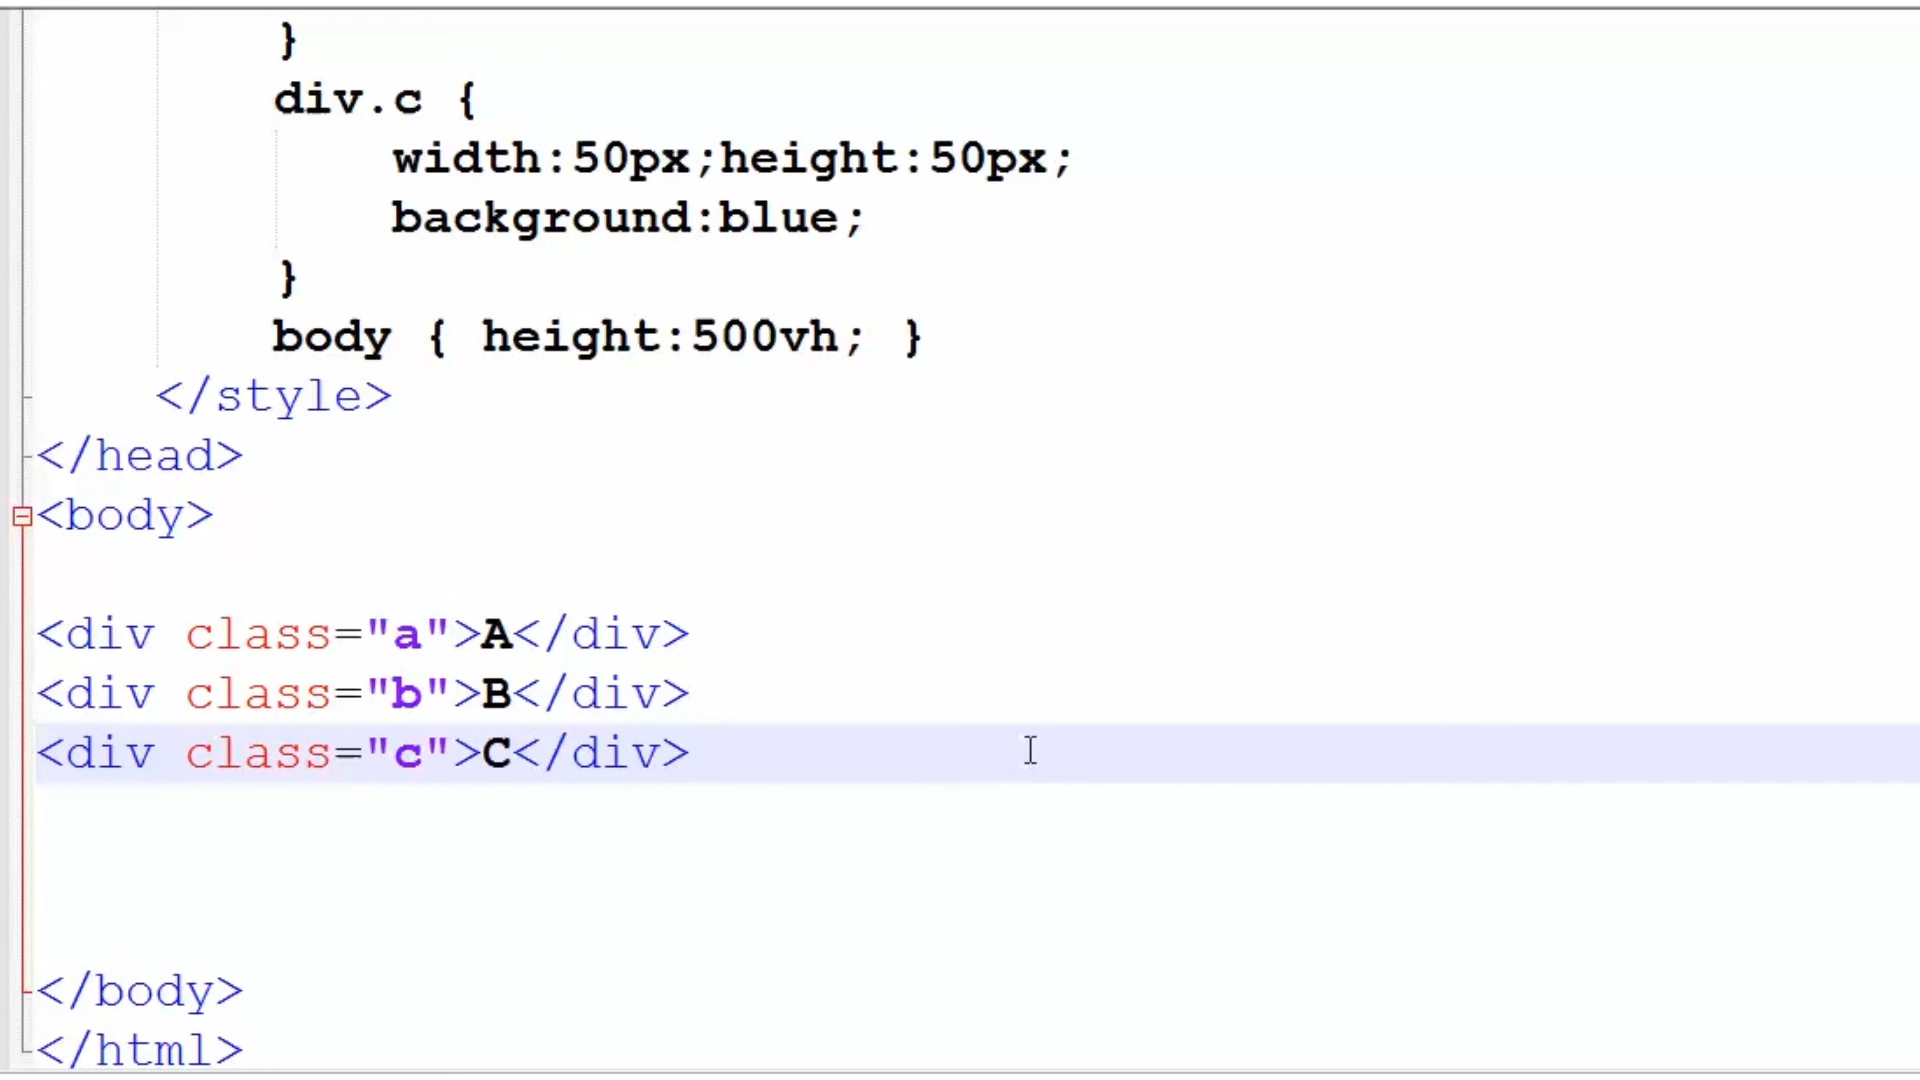 }
div.c {
width:50px;height:50px;
background:blue;
}
body { height:500vh; }
</style>
</head>
<body>
<div class="a">A</div>
<div class="b">B</div>
<div class="c">C</div>
</body>
</html>